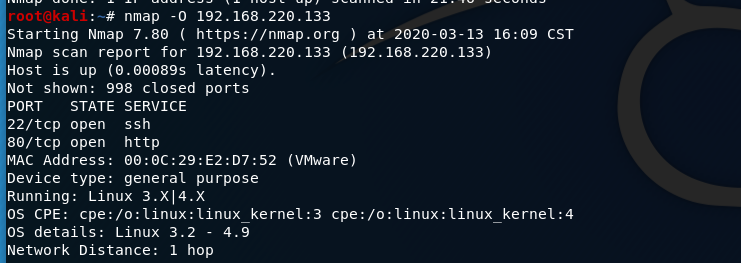 Nmap done: 1 IP address (1 host up) scanned in 21.40 seconds
root@kali:~# nmap -O 192.168.220.133
Starting Nmap 7.80 ( https://nmap.org ) at 2020-03-13 16:09 CST
Nmap scan report for 192.168.220.133 (192.168.220.133)
Host is up (0.00089s latency).
Not shown: 998 closed ports
PORT   STATE SERVICE
22/tcp open  ssh
80/tcp open  http
MAC Address: 00:0C:29:E2:D7:52 (VMware)
Device type: general purpose
Running: Linux 3.X|4.X
OS CPE: cpe:/o:linux:linux_kernel:3 cpe:/o:linux:linux_kernel:4
OS details: Linux 3.2 - 4.9
Network Distance: 1 hop